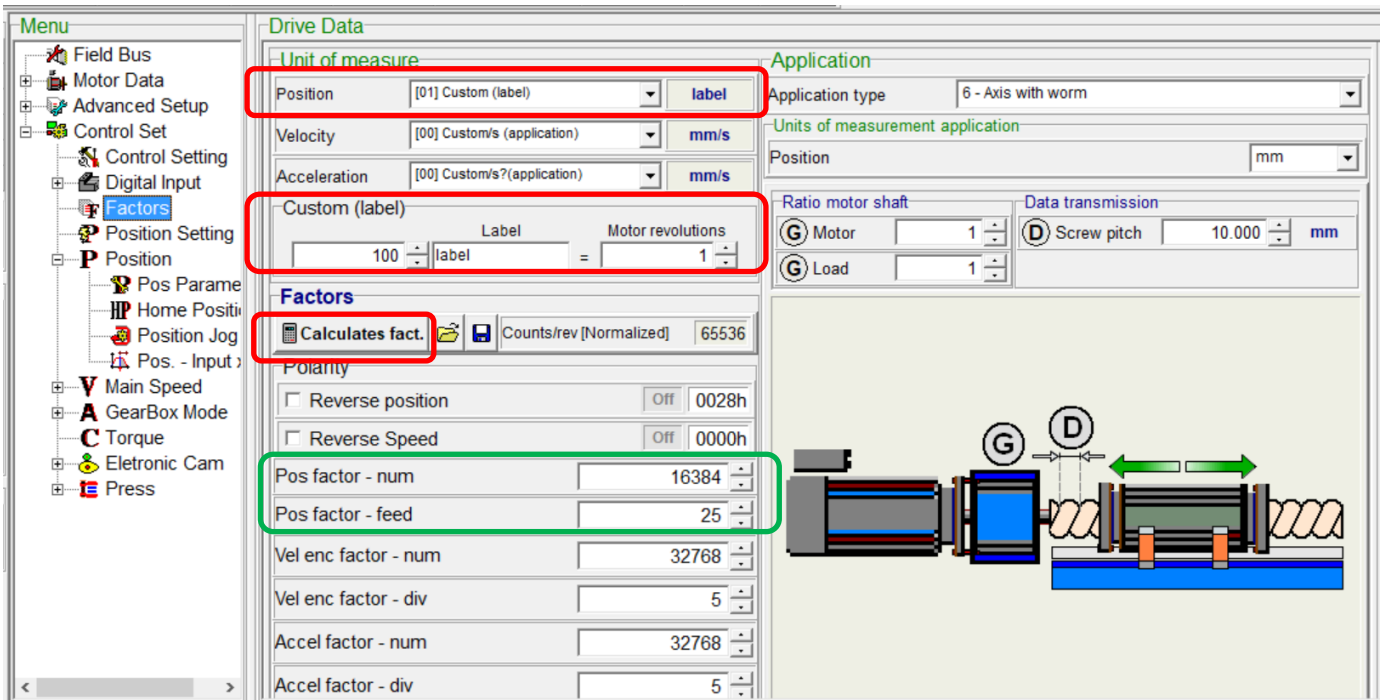 Menu
Field Bus
Motor Data
Advanced Setup
Control Set
Control Setting
Digital Input
Factors
Position Setting
Position
Pos Parame
Home Positi
Position Jog
Pos. - Input x
Main Speed
GearBox Mode
Torque
Eletronic Cam
Press
Drive Data
Unit of measure
Position [01] Custom (label) label
Velocity [00] Custom/s (application) mm/s
Acceleration [00] Custom/s?(application) mm/s
Custom (label)
Label Motor revolutions
100 label = 1
Factors
Calculates fact. Counts/rev [Normalized] 65536
Polarity
Reverse position Off 0028h
Reverse Speed Off 0000h
Pos factor - num 16384
Pos factor - feed 25
Vel enc factor - num 32768
Vel enc factor - div 5
Accel factor - num 32768
Accel factor - div 5
Application
Application type 6 - Axis with worm
Units of measurement application
Position mm
Ratio motor shaft
G Motor 1
G Load 1
Data transmission
D Screw pitch 10.000 mm
G
D